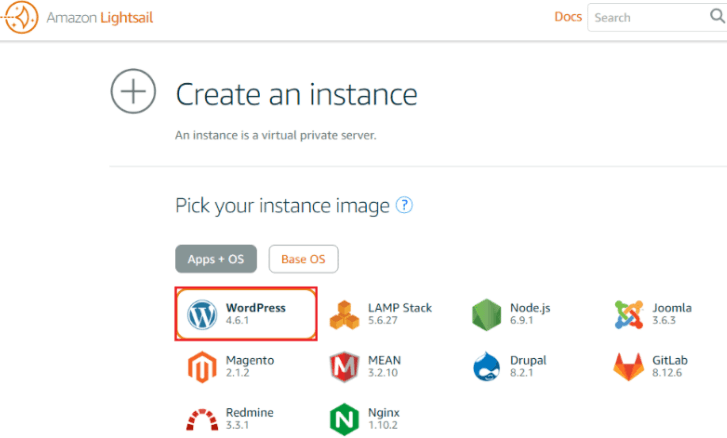 Amazon Lightsail
Docs
Search
Create an instance
An instance is a virtual private server.
Pick your instance image ?
Apps + OS
Base OS
WordPress
4.6.1
LAMP Stack
5.6.27
Node.js
6.9.1
Joomla
3.6.3
Magento
2.1.2
MEAN
3.2.10
Drupal
8.2.1
GitLab
8.12.6
Redmine
3.3.1
Nginx
1.10.2